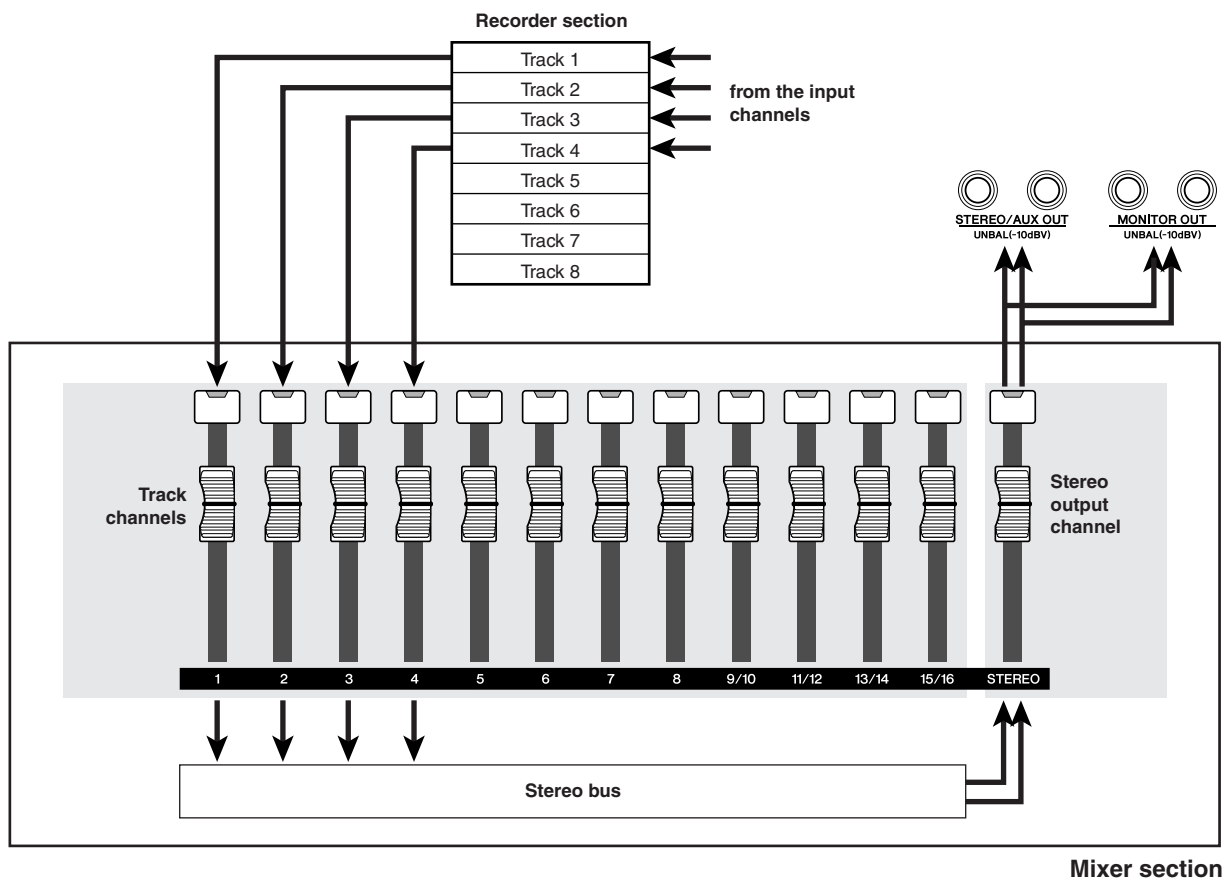 Recorder section
Track 1
Track 2
Track 3
Track 4
Track 5
Track 6
Track 7
Track 8
from the input
channels
STEREO/AUX OUT
UNBAL(-10dBV)
MONITOR OUT
UNBAL(-10dBV)
Track
channels
Stereo
output
channel
1 2 3 4 5 6 7 8 9/10 11/12 13/14 15/16 STEREO
Stereo bus
Mixer section